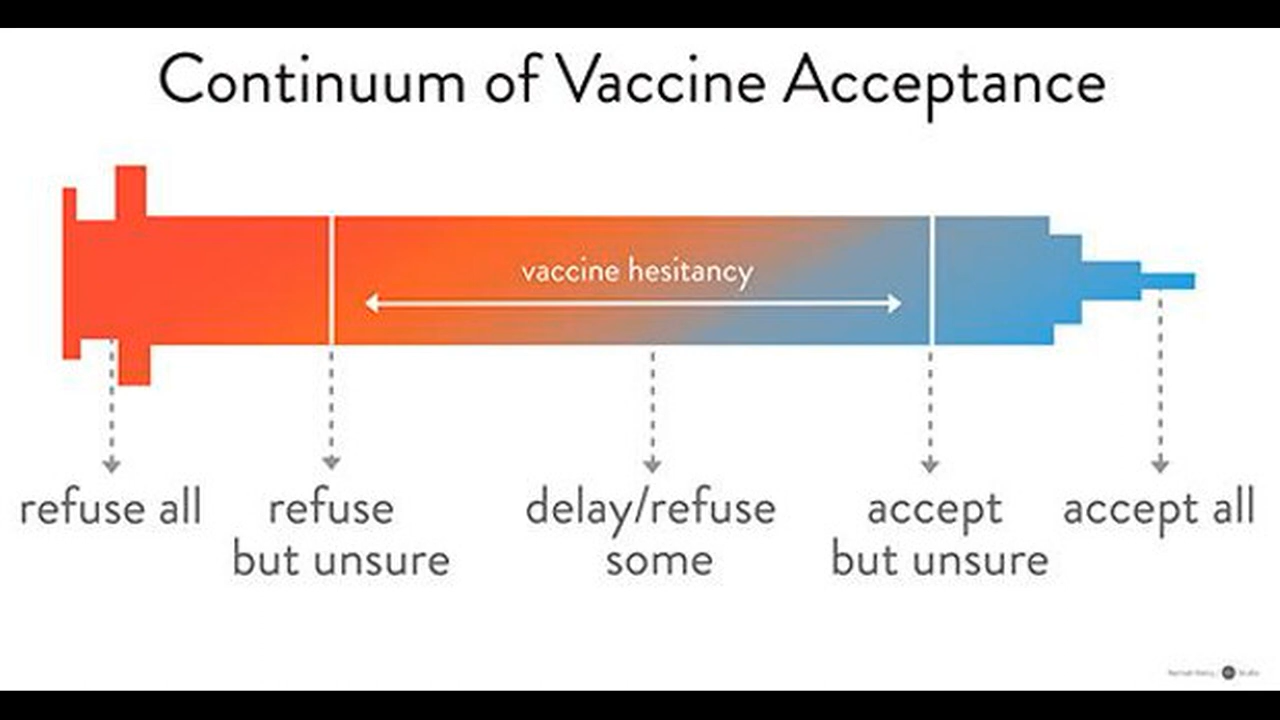 Continuum of Vaccine Acceptance
vaccine hesitancy
refuse all
refuse
but unsure
delay/refuse
some
accept
but unsure
accept all